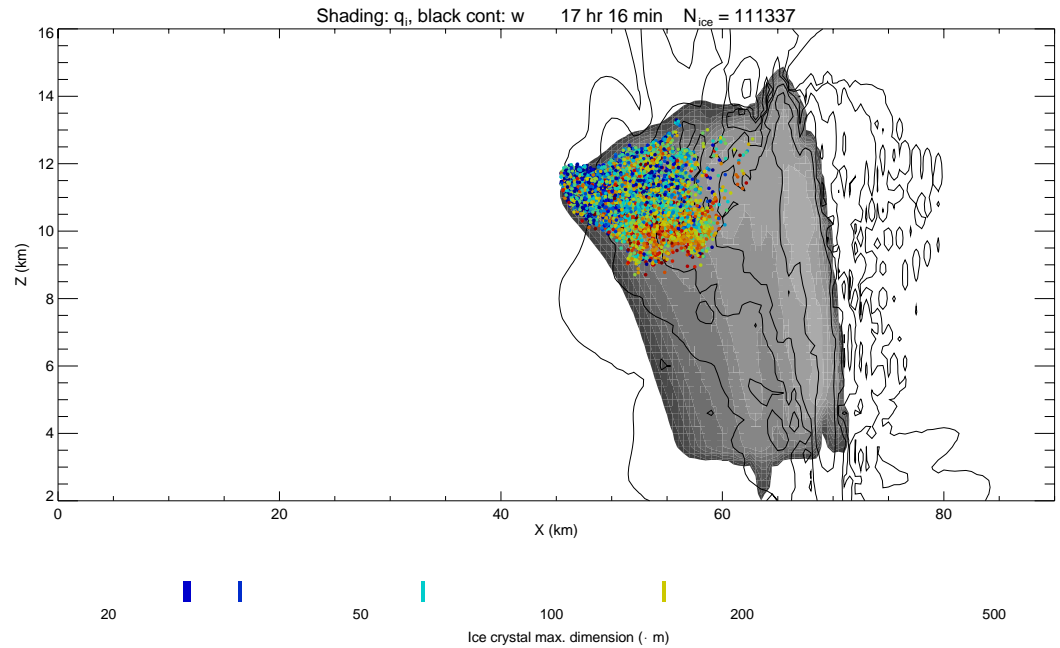 Shading: qi, black cont: w 17 hr 16 min Nice = 111337
16
14
12
10
8
6
4
2
Z (km)
0 20 40 60 80
X (km)
20 50 100 200 500
Ice crystal max. dimension (· m)